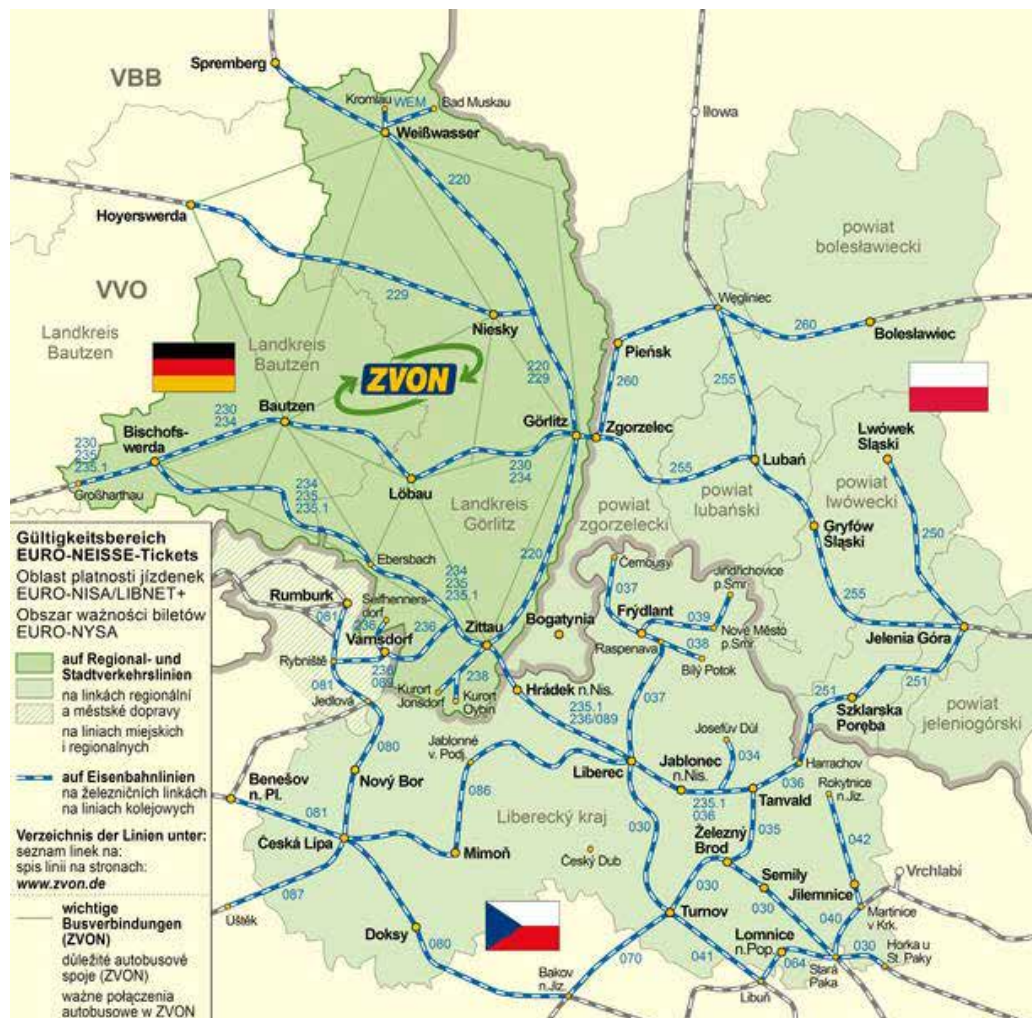 Spremberg
VBB
Kromlau
WEM
Bad Muskau
Weißwasser
Iłowa
220
Hoyerswerda
powiat
bolesławiecki
VVO
229
Węgliniec
Niesky
260
Bolesławiec
Landkreis
Bautzen
Landkreis
Bautzen
Pieńsk
220
229
260
255
ZVON
230
234
Bautzen
Görlitz
Zgorzelec
Lwówek
Śląski
Bischofs-
werda
230
235
235.1
Großharthau
230
234
255
Lubań
Löbau
234
235
235.1
Landkreis
Görlitz
powiat
zgorzelecki
powiat
lubański
powiat
lwówecki
Gryfów
Śląski
250
220
Ebersbach
234
235
235.1
Černousy
Jindřichovice
p.Smr.
255
Rumburk
Seifhenners-
dorf
037
Frýdlant
039
081
236
236
Varnsdorf
Zittau
Bogatynia
Nové Město
p.Smr.
Jelenia Góra
Raspenava
038
Bílý Potok
Rybniště
236
089
238
251
081
Kurort
Jonsdorf
Kurort
Oybin
Hrádek n.Nis.
235.1
236/089
037
251
Szklarska
Poręba
powiat
jeleniogórski
Jedlová
Josefův Důl
080
Jablonné
v. Podj.
034
Harrachov
Benešov
n. Pl.
Nový Bor
Liberec
Jablonec
n.Nis.
036
Rokytnice
n.Jiz.
086
235.1
036
Tanvald
081
Liberecký kraj
030
035
042
Česká Lípa
Mimoň
Český Dub
Železný
Brod
Semily
Vrchlabí
087
030
Jilemnice
Úštěk
030
040
Martinice
v Krk.
Turnov
Doksy
Lomnice
n.Pop.
030
Horka u
St. Paky
080
070
041
064
Stará
Paka
Bakov
n.Jiz.
Libuň
Gültigkeitsbereich
EURO-NEISSE-Tickets
Oblast platnosti jízdenek
EURO-NISA/LIBNET+
Obszar ważności biletów
EURO-NYSA
auf Regional- und
Stadtverkehrslinien
na linkách regionální
a městské dopravy
na liniach miejskich
i regionalnych
auf Eisenbahnlinien
na železničních linkách
na liniach kolejowych
Verzeichnis der Linien unter:
seznam linek na:
spis linii na stronach:
www.zvon.de
wichtige
Busverbindungen
(ZVON)
důležité autobusové
spoje (ZVON)
ważne połączenia
autobusowe w ZVON